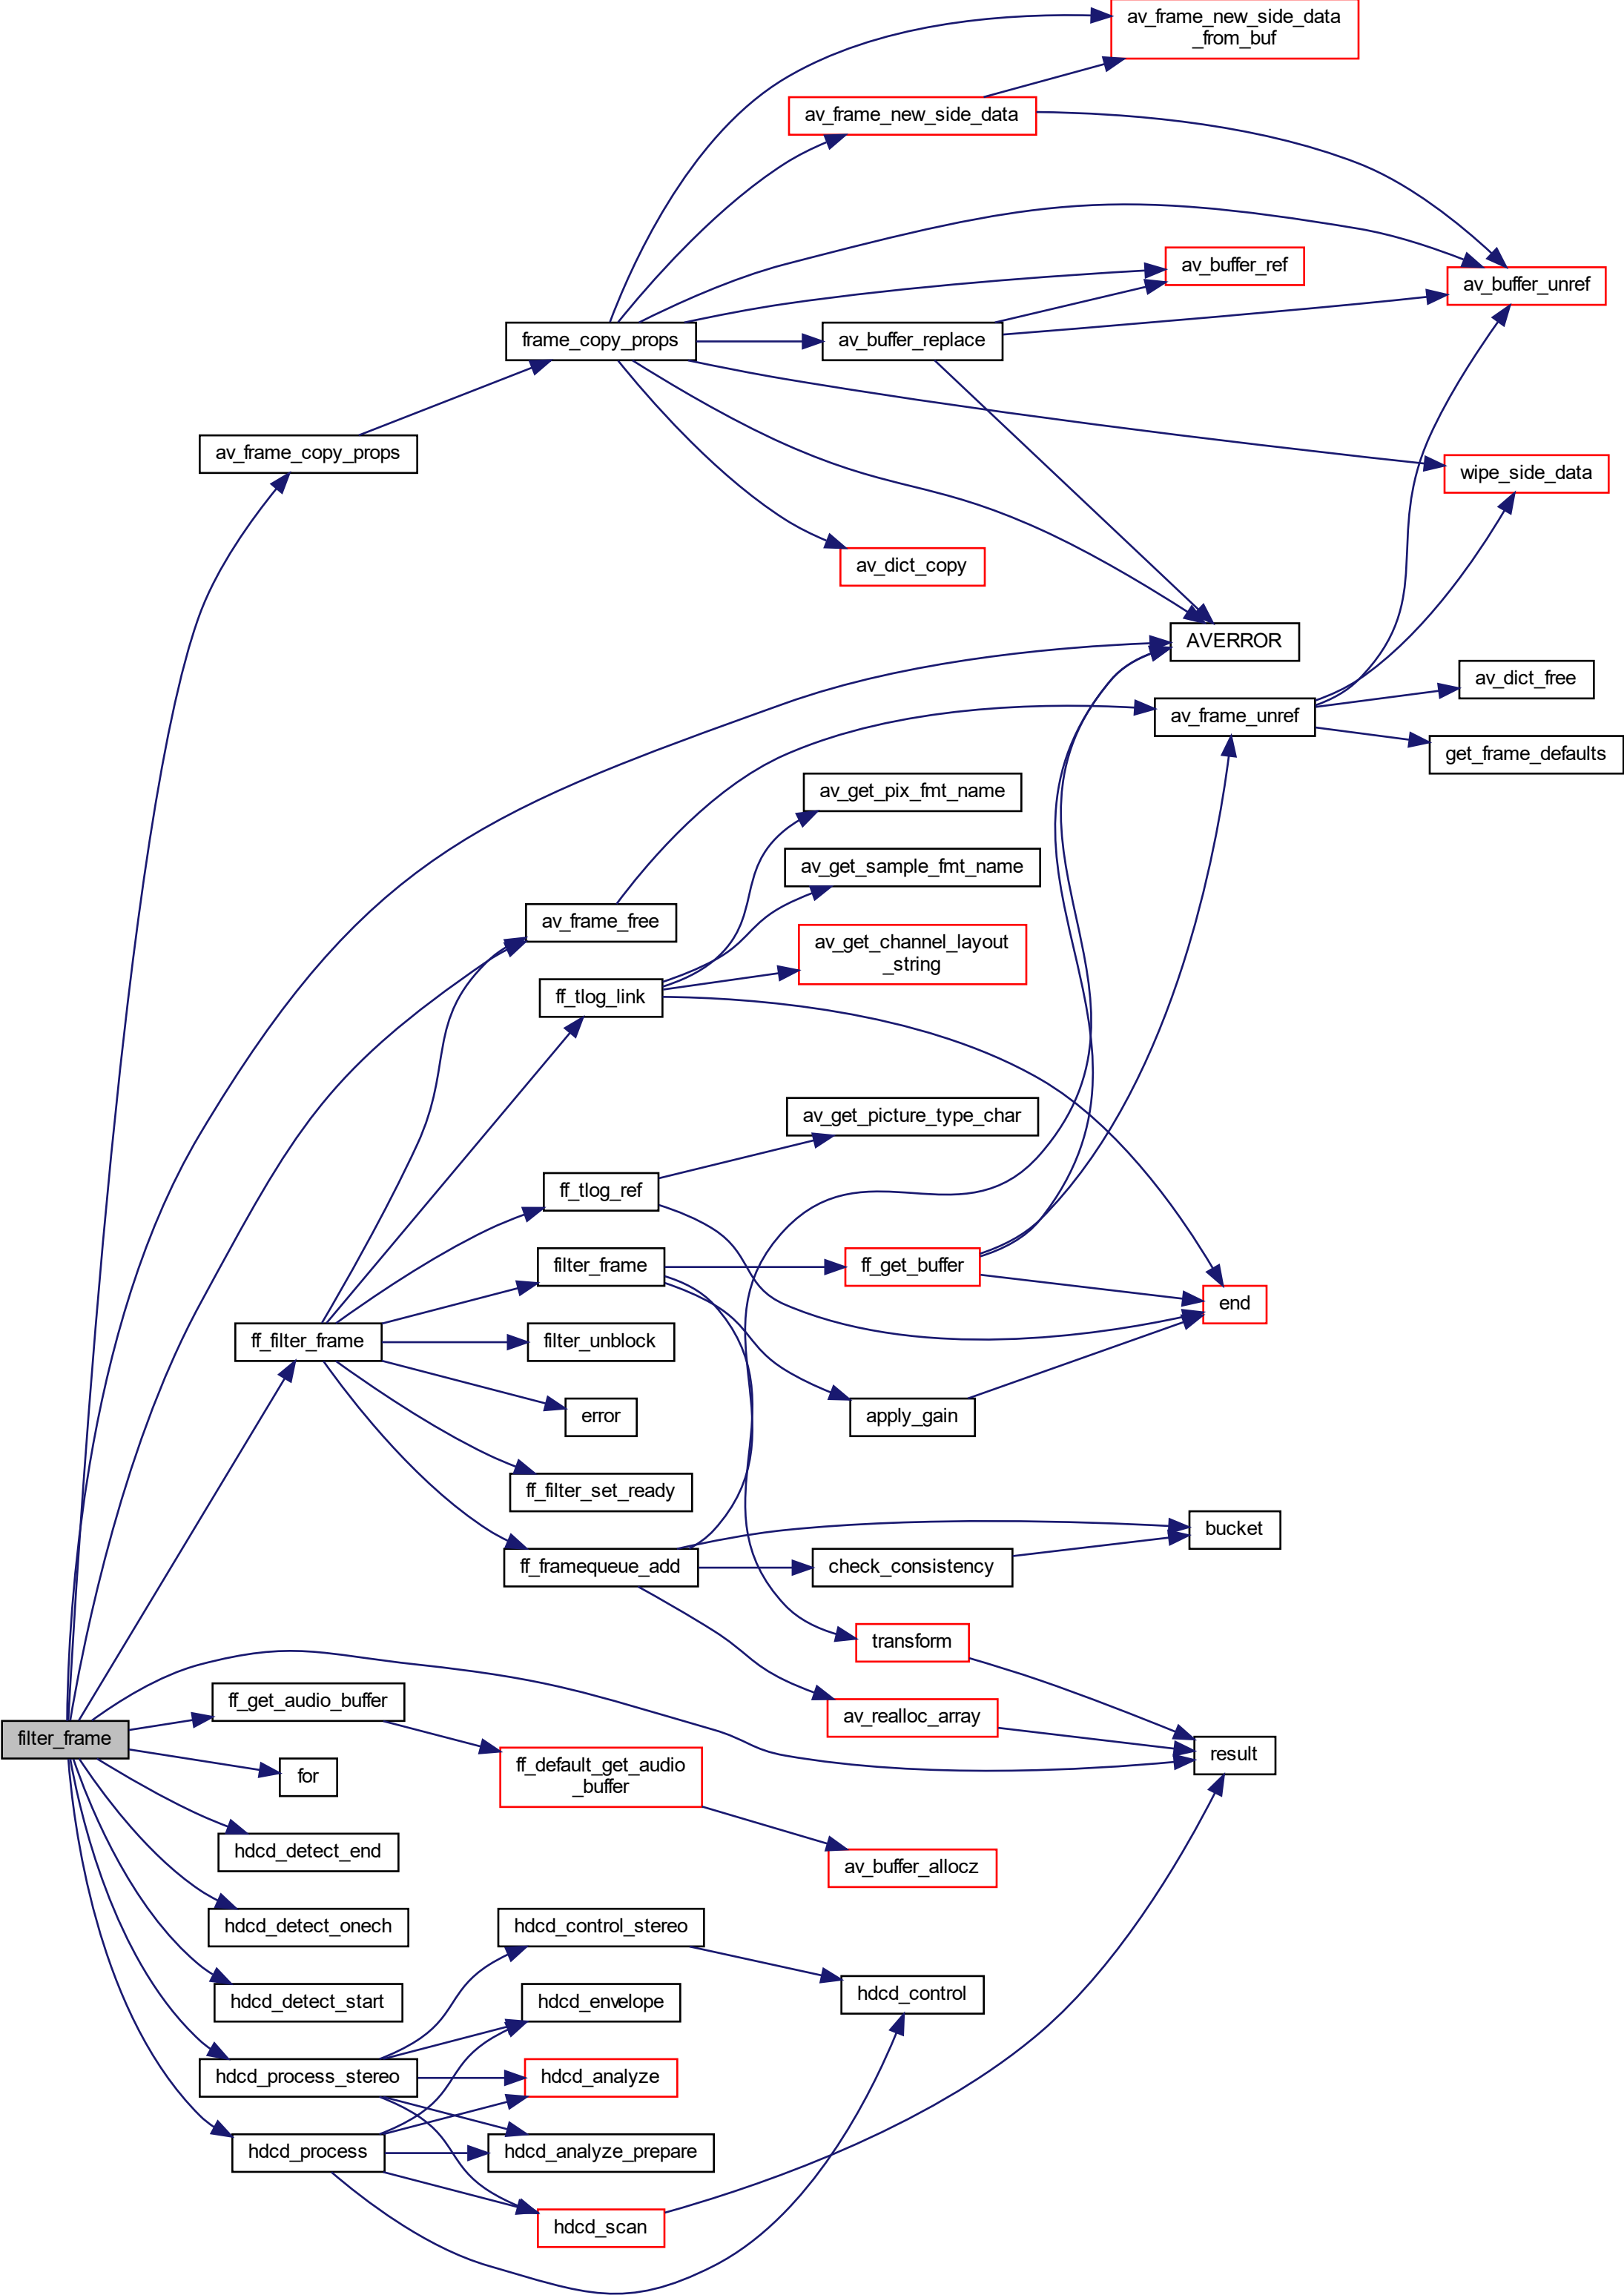 av_frame_new_side_data
_from_buf
av_frame_new_side_data
av_buffer_ref
av_buffer_unref
frame_copy_props
av_buffer_replace
av_frame_copy_props
wipe_side_data
av_dict_copy
AVERROR
av_dict_free
av_frame_unref
get_frame_defaults
av_get_pix_fmt_name
av_get_sample_fmt_name
av_frame_free
av_get_channel_layout
_string
ff_tlog_link
av_get_picture_type_char
ff_tlog_ref
filter_frame
ff_get_buffer
end
ff_filter_frame
filter_unblock
error
apply_gain
ff_filter_set_ready
bucket
ff_framequeue_add
check_consistency
transform
ff_get_audio_buffer
av_realloc_array
filter_frame
result
for
ff_default_get_audio
_buffer
hdcd_detect_end
av_buffer_allocz
hdcd_detect_onech
hdcd_control_stereo
hdcd_detect_start
hdcd_envelope
hdcd_control
hdcd_process_stereo
hdcd_analyze
hdcd_process
hdcd_analyze_prepare
hdcd_scan